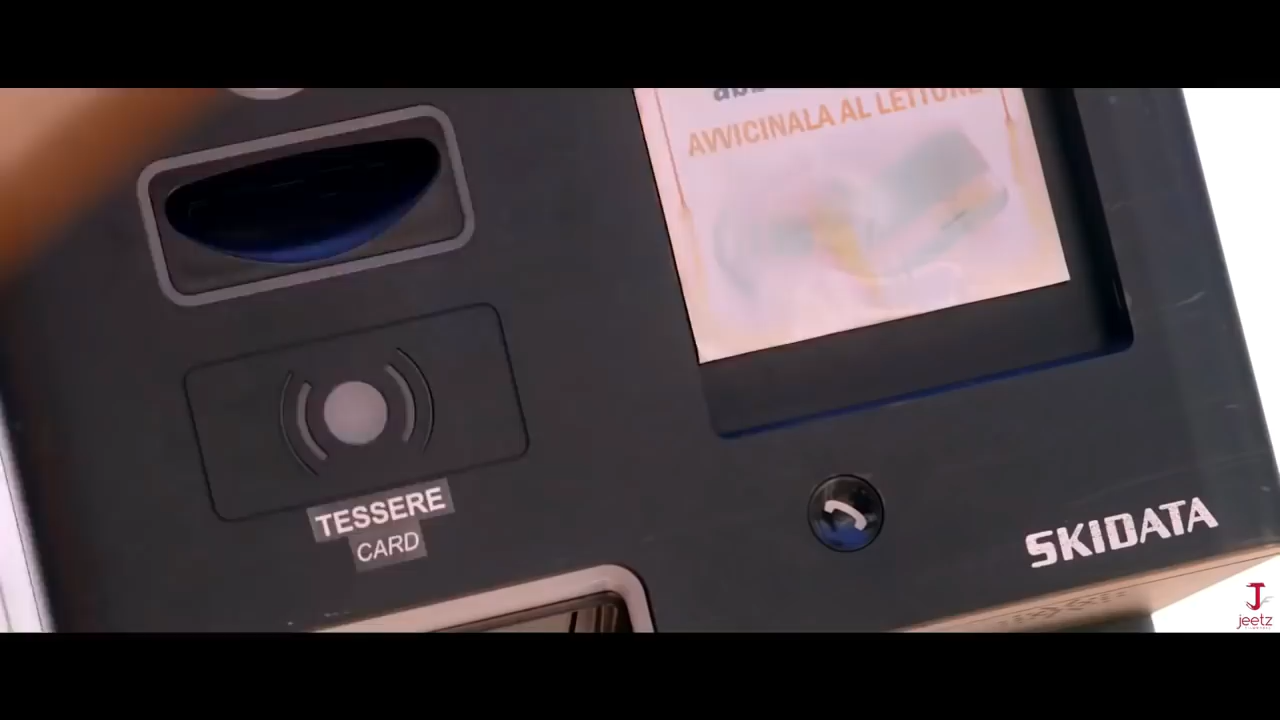 AVVICINALA AL LETTORE
TESSERE
CARD
SKIDATA
jeetz